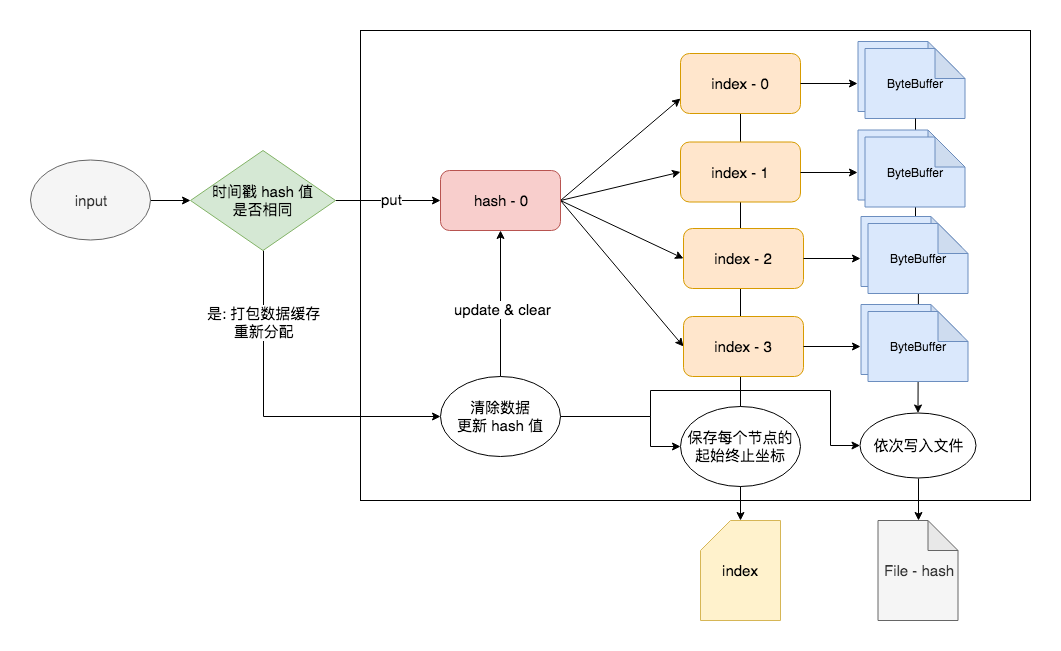 input
时间戳 hash 值
是否相同
put
hash - 0
index - 0
ByteBuffer
index - 1
ByteBuffer
index - 2
ByteBuffer
index - 3
ByteBuffer
update & clear
是: 打包数据缓存
重新分配
清除数据
更新 hash 值
保存每个节点的
起始终止坐标
依次写入文件
index
File - hash